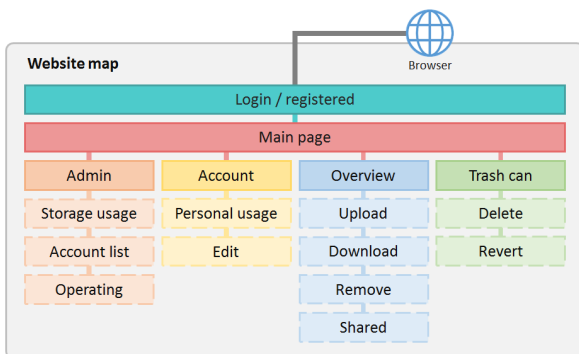 Browser
Website map
Login / registered
Main page
Admin
Account
Overview
Trash can
Storage usage
Personal usage
Upload
Delete
Account list
Edit
Download
Revert
Operating
Remove
Shared